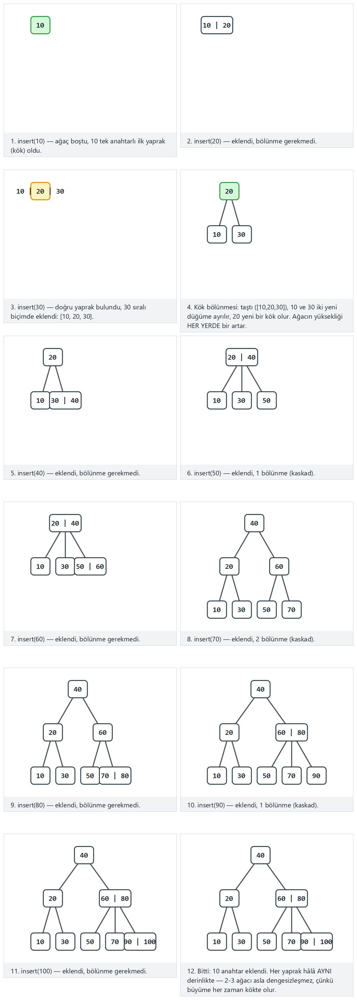 10
10 | 20
1. insert(10) — ağaç boştu, 10 tek anahtarlı ilk yaprak
(kök) oldu.
2. insert(20) — eklendi, bölünme gerekmedi.
10 | 20 | 30
3. insert(30) — doğru yaprak bulundu, 30 sıralı
biçimde eklendi: [10, 20, 30].
20
10 30
4. Kök bölünmesi: taştı ([10,20,30]), 10 ve 30 iki yeni
düğüme ayrılır, 20 yeni bir kök olur. Ağacın yüksekliği
HER YERDE bir artar.
20
10 30 | 40
5. insert(40) — eklendi, bölünme gerekmedi.
20 | 40
10 30 50
6. insert(50) — eklendi, 1 bölünme (kaskad).
20 | 40
10 30 50 | 60
7. insert(60) — eklendi, bölünme gerekmedi.
40
20 60
10 30 50 70
8. insert(70) — eklendi, 2 bölünme (kaskad).
40
20 60
10 30 50 70 | 80
9. insert(80) — eklendi, bölünme gerekmedi.
40
20 60 | 80
10 30 50 70 90
10. insert(90) — eklendi, 1 bölünme (kaskad).
40
20 60 | 80
10 30 50 70 90 | 100
11. insert(100) — eklendi, bölünme gerekmedi.
40
20 60 | 80
10 30 50 70 90 | 100
12. Bitti: 10 anahtar eklendi. Her yaprak hâlâ AYNI
derinlikte — 2-3 ağacı asla dengesizleşmez, çünkü
büyüme her zaman kökte olur.